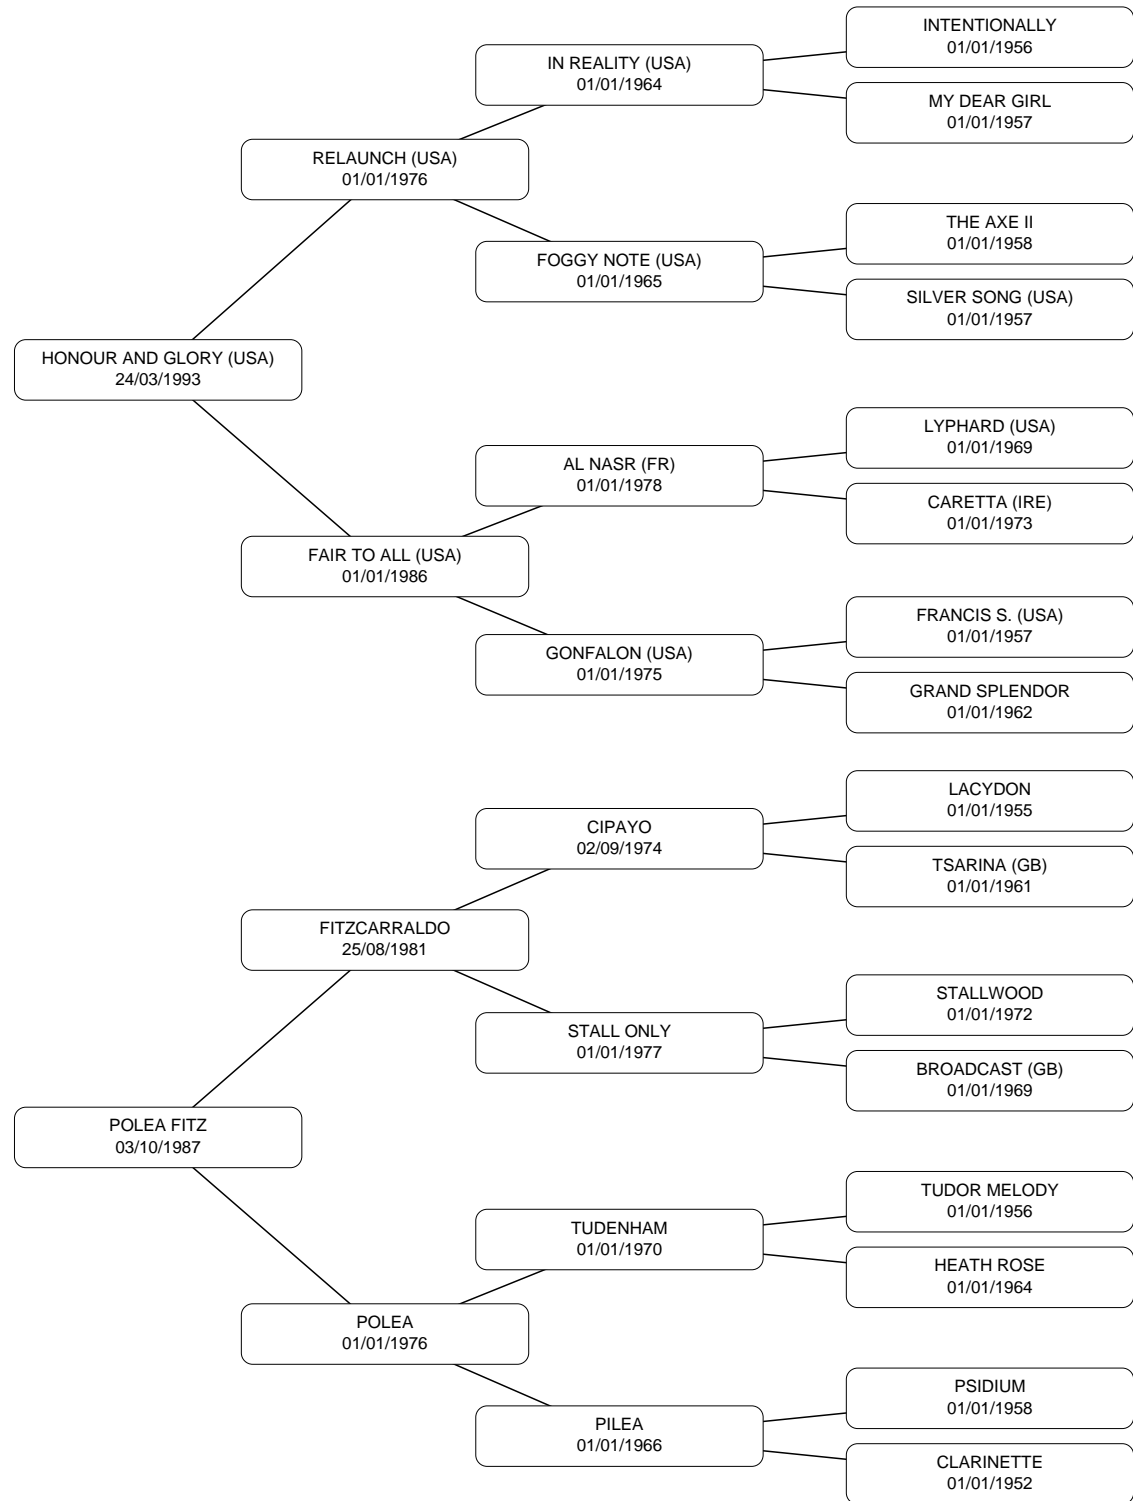 INTENTIONALLY
01/01/1956
IN REALITY (USA)
01/01/1964
MY DEAR GIRL
01/01/1957
RELAUNCH (USA)
01/01/1976
THE AXE II
01/01/1958
FOGGY NOTE (USA)
01/01/1965
SILVER SONG (USA)
01/01/1957
HONOUR AND GLORY (USA)
24/03/1993
LYPHARD (USA)
01/01/1969
AL NASR (FR)
01/01/1978
CARETTA (IRE)
01/01/1973
FAIR TO ALL (USA)
01/01/1986
FRANCIS S. (USA)
01/01/1957
GONFALON (USA)
01/01/1975
GRAND SPLENDOR
01/01/1962
LACYDON
01/01/1955
CIPAYO
02/09/1974
TSARINA (GB)
01/01/1961
FITZCARRALDO
25/08/1981
STALLWOOD
01/01/1972
STALL ONLY
01/01/1977
BROADCAST (GB)
01/01/1969
POLEA FITZ
03/10/1987
TUDOR MELODY
01/01/1956
TUDENHAM
01/01/1970
HEATH ROSE
01/01/1964
POLEA
01/01/1976
PSIDIUM
01/01/1958
PILEA
01/01/1966
CLARINETTE
01/01/1952